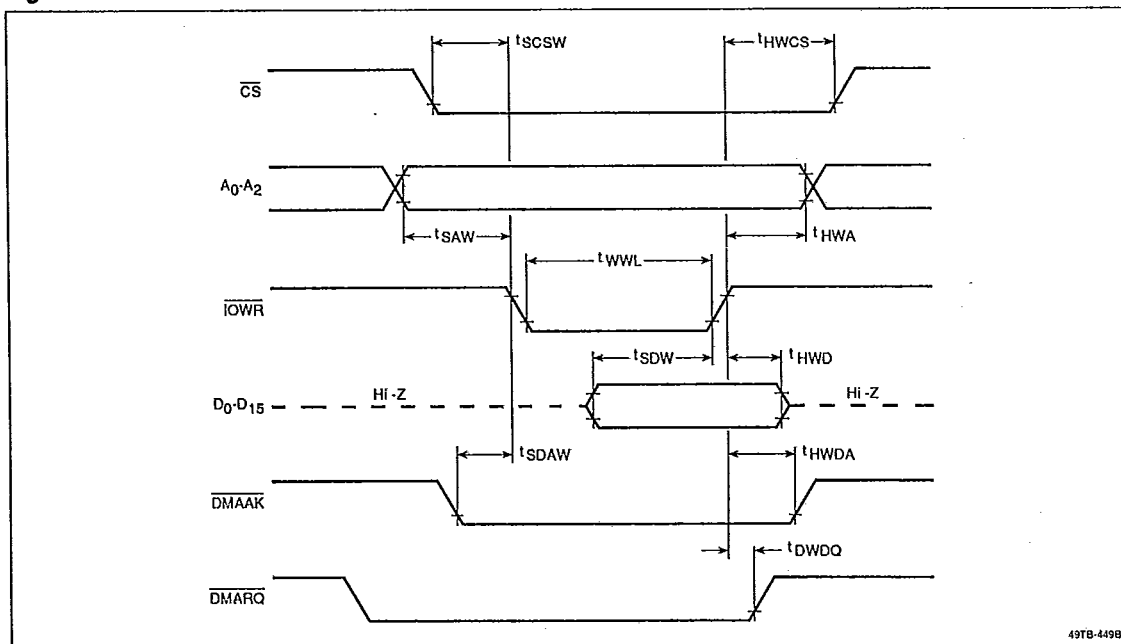 tSCSW
tHWCS
CS
A0-A2
tSAW
tHWA
tWWL
IOWR
tSDW
tHWD
D0-D15
Hi-Z
Hi-Z
tSDAW
tHWDA
DMAAK
tDWDQ
DMARQ
49TB-449B